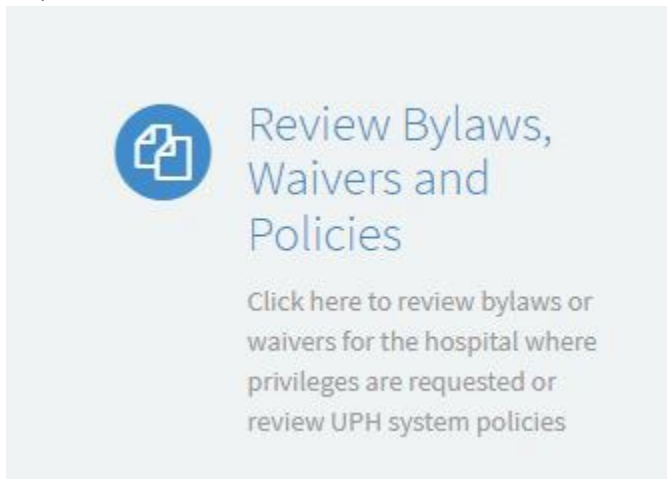 Review Bylaws,
Waivers and
Policies
Click here to review bylaws or
waivers for the hospital where
privileges are requested or
review UPH system policies